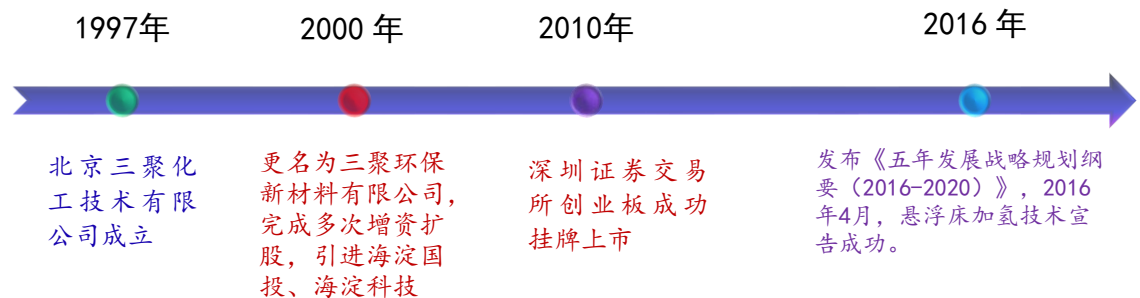 1997年
2000 年
2010年
2016 年
北京三聚化
工技术有限
公司成立
更名为三聚环保
新材料有限公司，
完成多次增资扩
股，引进海淀国
投、海淀科技
深圳证券交易
所创业板成功
挂牌上市
发布《五年发展战略规划纲
要（2016-2020）》，2016
年4月，悬浮床加氢技术宣
告成功。